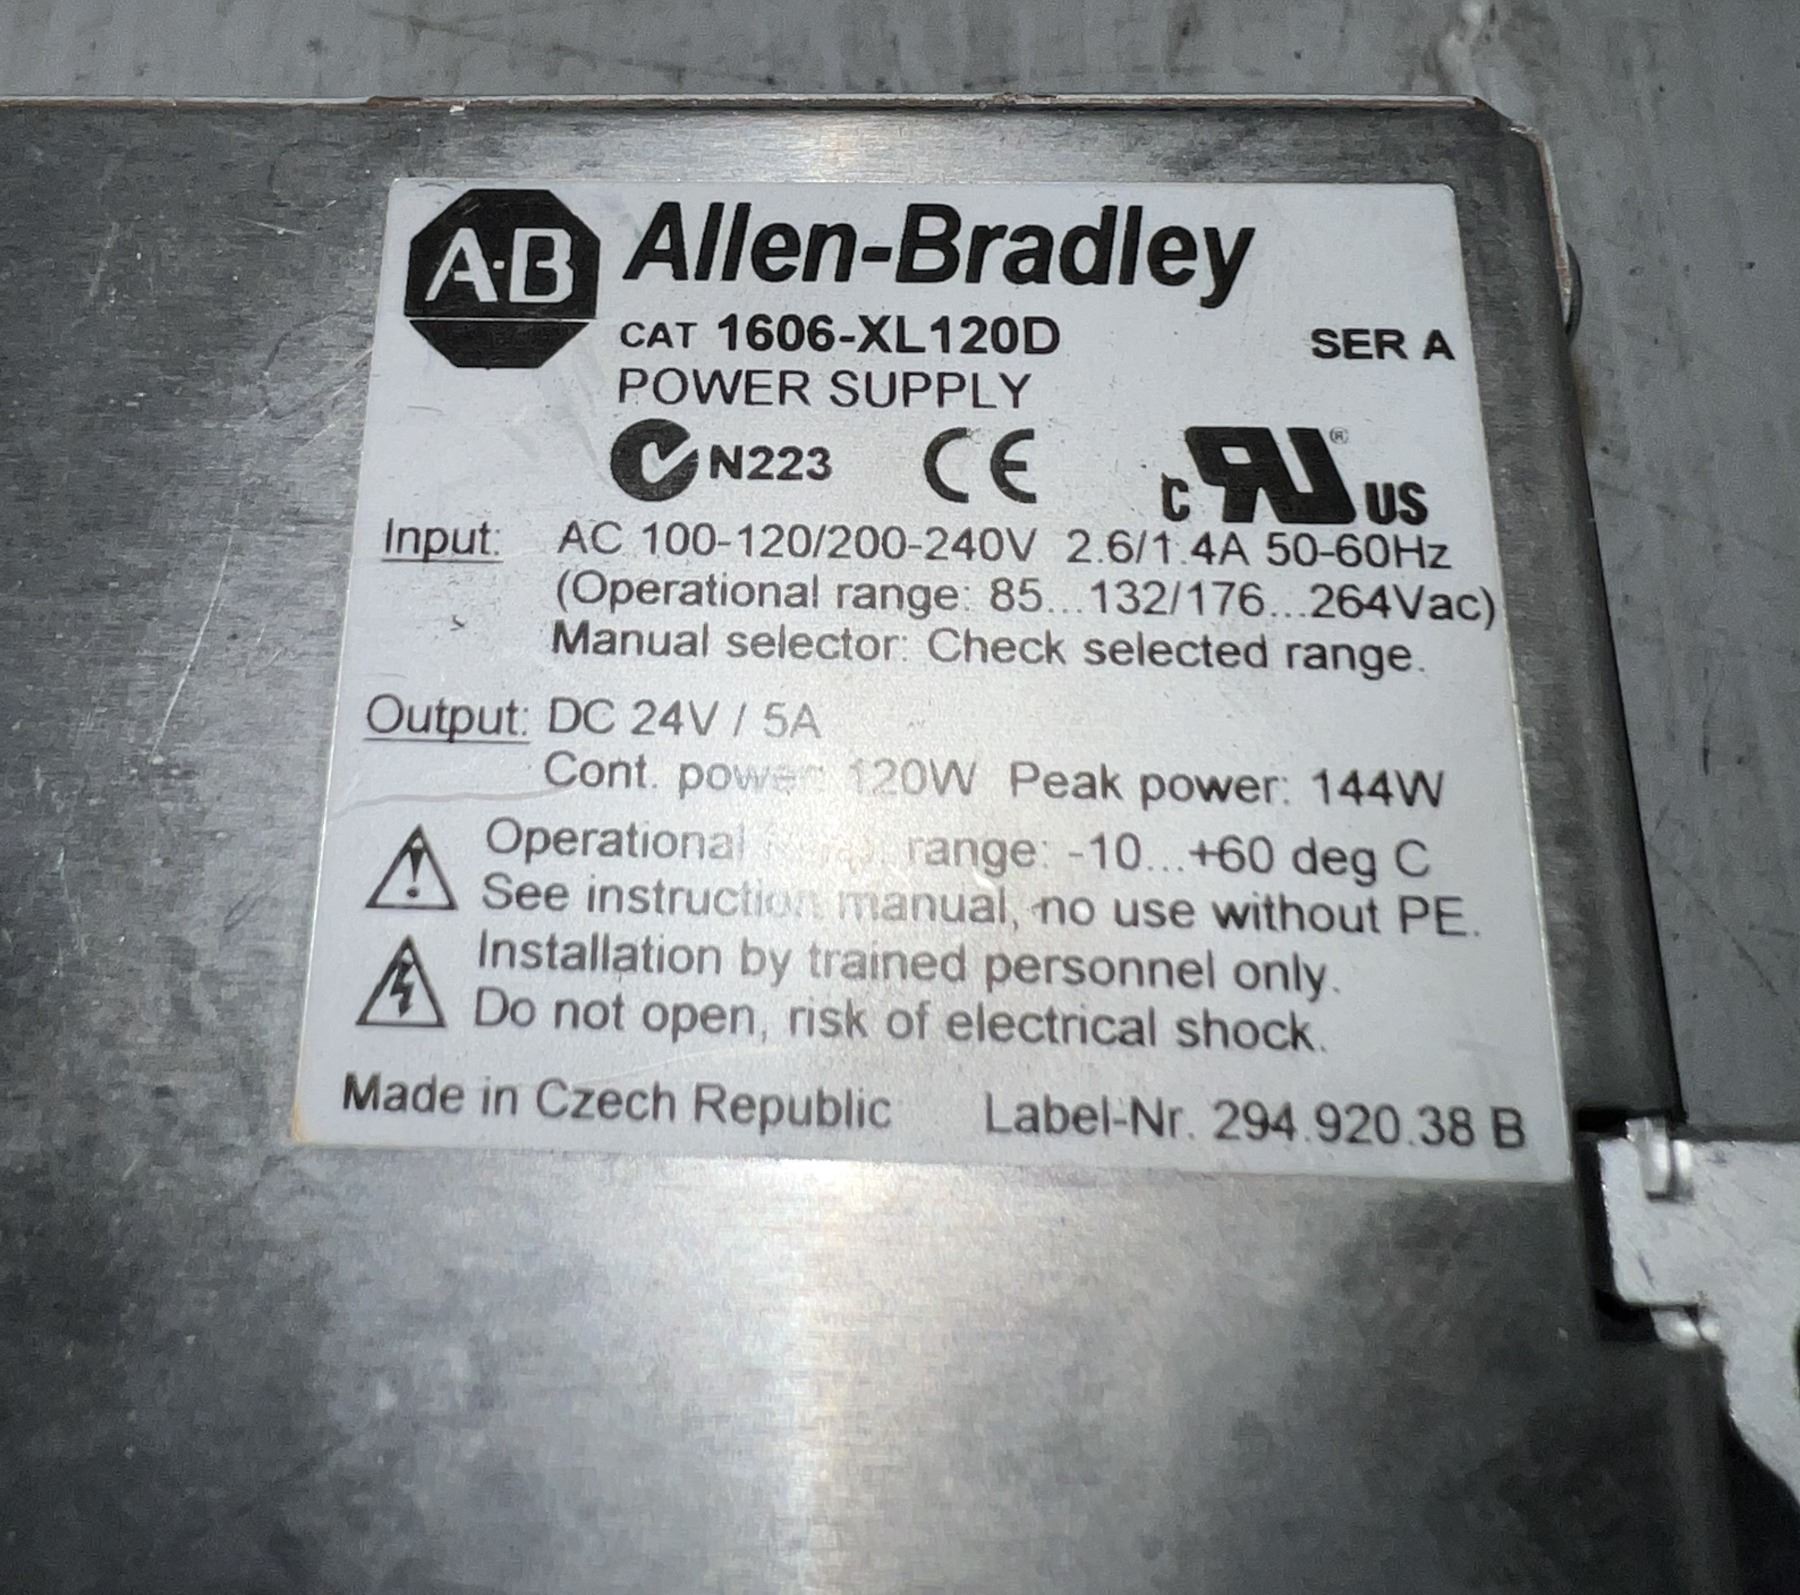 A-B Allen-Bradley
CAT 1606-XL120D SER A
POWER SUPPLY
N223 CE c RU ® US
Input: AC 100-120/200-240V 2.6/1.4A 50-60Hz
(Operational range: 85...132/176...264Vac)
Manual selector: Check selected range.
Output: DC 24V / 5A
Cont. power: 120W Peak power: 144W
Operational range: -10...+60 deg C
See instruction manual, no use without PE.
Installation by trained personnel only.
Do not open, risk of electrical shock.
Made in Czech Republic Label-Nr. 294.920.38 B